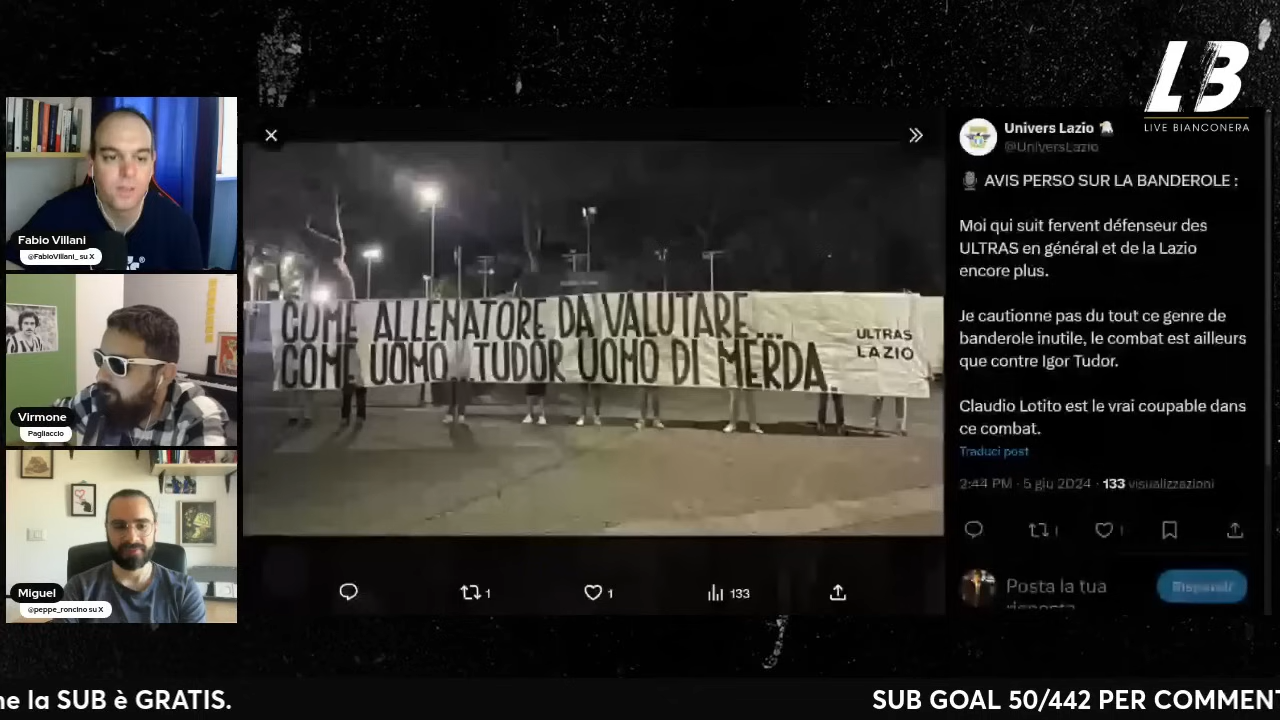 LB
LIVE BIANCONERA
Fabio Villani
@FabioVillani_ su X
Virmone
Pagliaccio
Miguel
@peppe_roncino su X
COME ALLENATORE DA VALUTARE...
COME UOMO...TUDOR UOMO DI MERDA.
ULTRAS
LAZIO
1
1
133
Univers Lazio
@UniversLazio
AVIS PERSO SUR LA BANDEROLE :
Moi qui suit fervent défenseur des
ULTRAS en général et de la Lazio
encore plus.
Je cautionne pas du tout ce genre de
banderole inutile, le combat est ailleurs
que contre Igor Tudor.
Claudio Lotito est le vrai coupable dans
ce combat.
Traduci post
2:44 PM · 5 giu 2024 · 133 visualizzazioni
1
1
Posta la tua
risposta
Rispondi
ne la SUB è GRATIS.
SUB GOAL 50/442 PER COMMENT